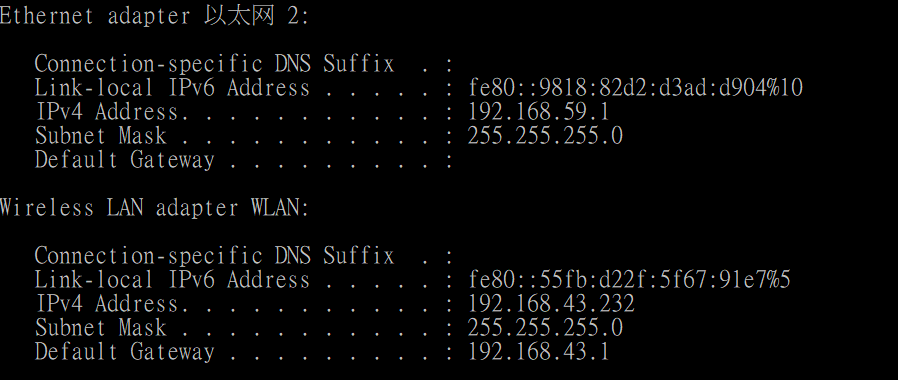 Ethernet adapter 以太网 2:
Connection-specific DNS Suffix  . :
Link-local IPv6 Address . . . . . : fe80::9818:82d2:d3ad:d904%10
IPv4 Address. . . . . . . . . . . : 192.168.59.1
Subnet Mask . . . . . . . . . . . : 255.255.255.0
Default Gateway . . . . . . . . . :
Wireless LAN adapter WLAN:
Connection-specific DNS Suffix  . :
Link-local IPv6 Address . . . . . : fe80::55fb:d22f:5f67:91e7%5
IPv4 Address. . . . . . . . . . . : 192.168.43.232
Subnet Mask . . . . . . . . . . . : 255.255.255.0
Default Gateway . . . . . . . . . : 192.168.43.1